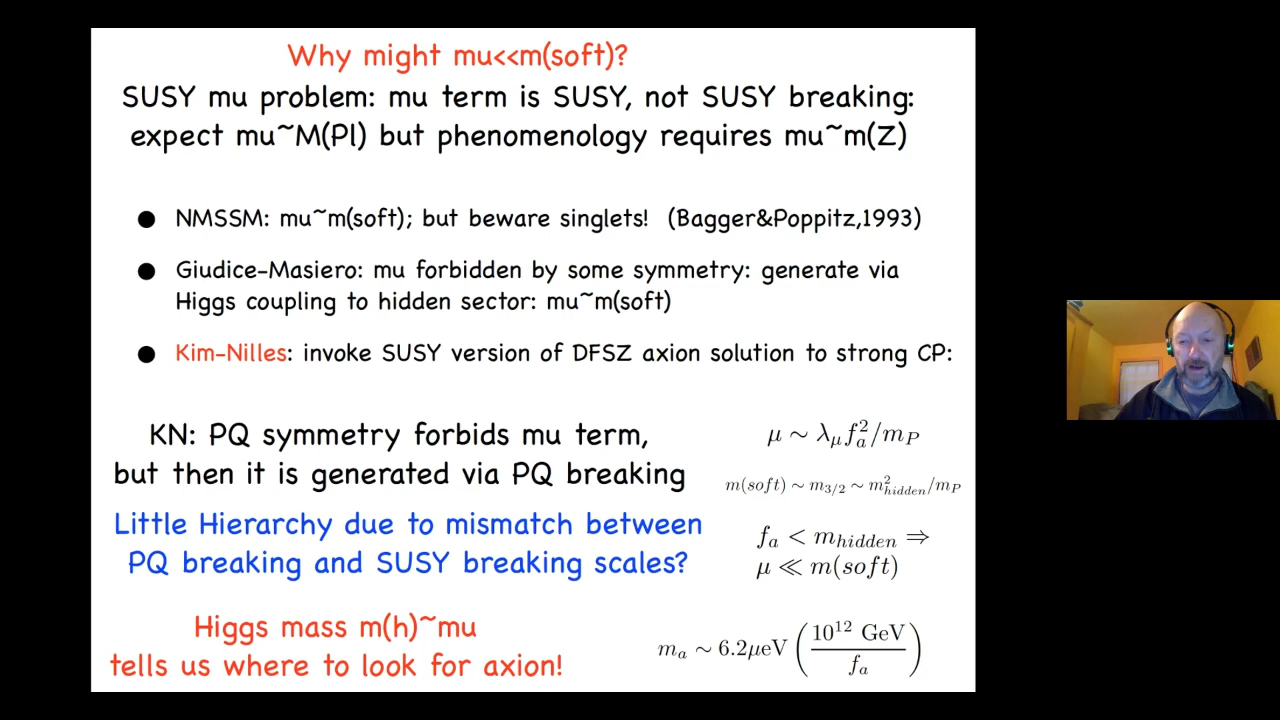 Why might mu<<m(soft)?
SUSY mu problem: mu term is SUSY, not SUSY breaking:
expect mu~M(Pl) but phenomenology requires mu~m(Z)
● NMSSM: mu~m(soft); but beware singlets! (Bagger&Poppitz,1993)
● Giudice-Masiero: mu forbidden by some symmetry: generate via
Higgs coupling to hidden sector: mu~m(soft)
● Kim-Nilles: invoke SUSY version of DFSZ axion solution to strong CP:
KN: PQ symmetry forbids mu term,
but then it is generated via PQ breaking
μ ∼ λ_μ f_a^2/m_P
m(soft) ∼ m_{3/2} ∼ m_{hidden}^2/m_P
Little Hierarchy due to mismatch between
PQ breaking and SUSY breaking scales?
f_a < m_{hidden} ⇒
μ ≪ m(soft)
Higgs mass m(h)~mu
tells us where to look for axion!
m_a ∼ 6.2μeV (10^{12} GeV / f_a)